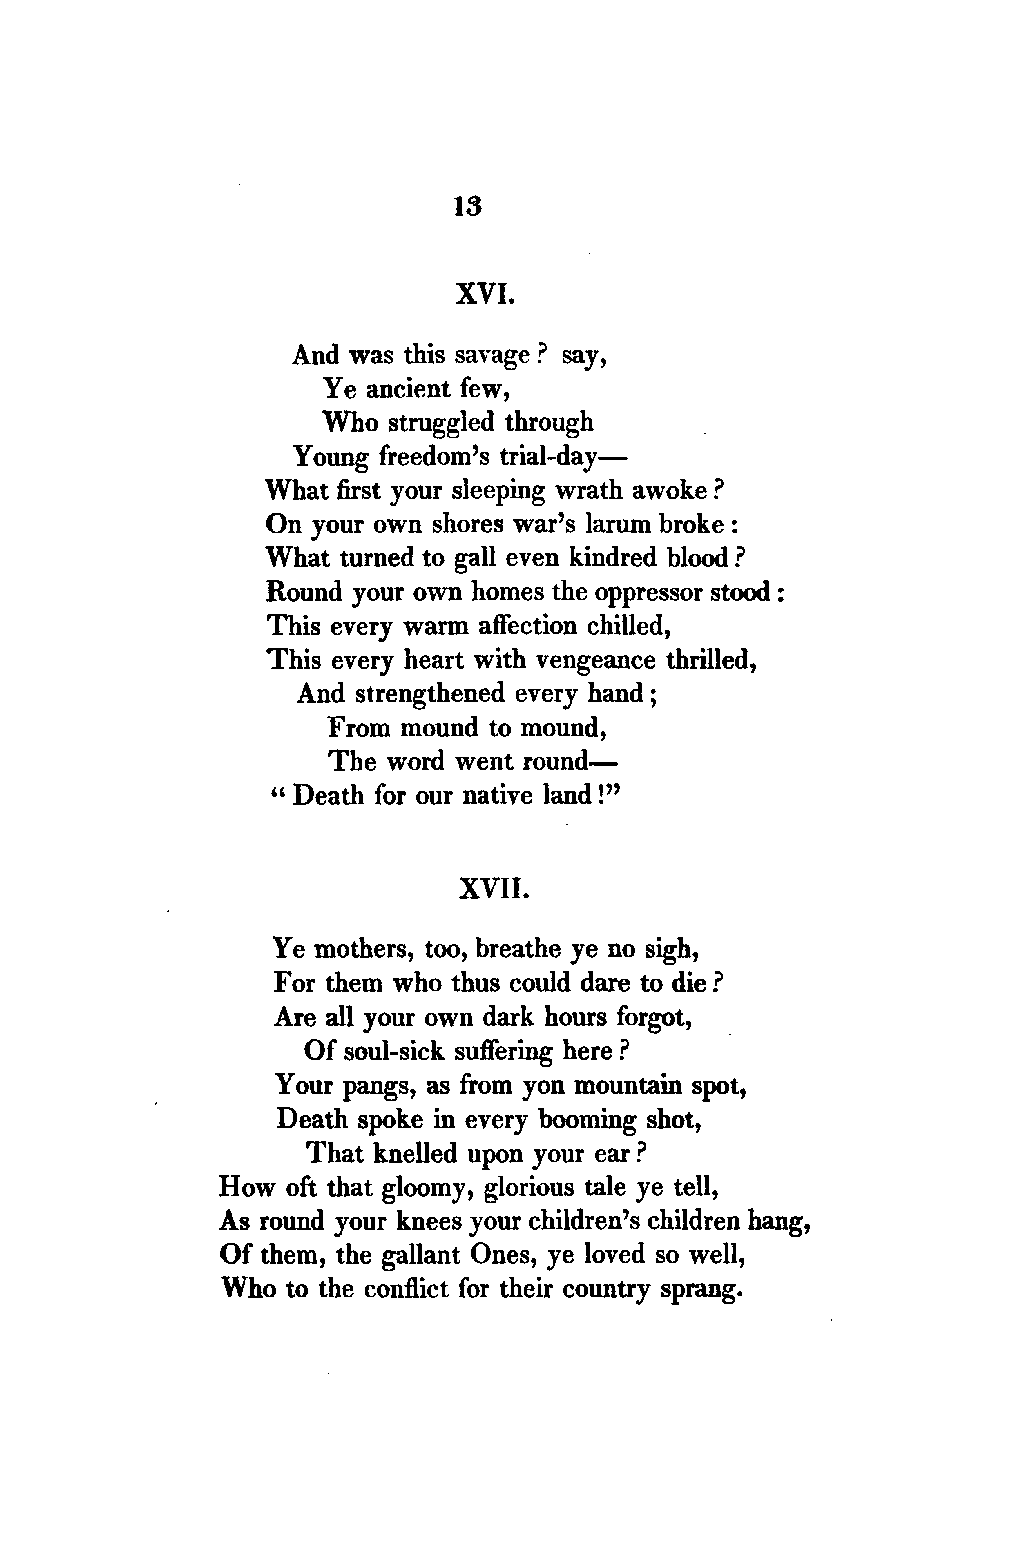 13
XVI.
And was this savage? say,
Ye ancient few,
Who struggled through
Young freedom's trial-day—
What first your sleeping wrath awoke?
On your own shores war's larum broke:
What turned to gall even kindred blood?
Round your own homes the oppressor stood:
This every warm affection chilled,
This every heart with vengeance thrilled,
And strengthened every hand;
From mound to mound,
The word went round—
"Death for our native land!"
XVII.
Ye mothers, too, breathe ye no sigh,
For them who thus could dare to die?
Are all your own dark hours forgot,
Of soul-sick suffering here?
Your pangs, as from yon mountain spot,
Death spoke in every booming shot,
That knelled upon your ear?
How oft that gloomy, glorious tale ye tell,
As round your knees your children's children hang,
Of them, the gallant Ones, ye loved so well,
Who to the conflict for their country sprang.